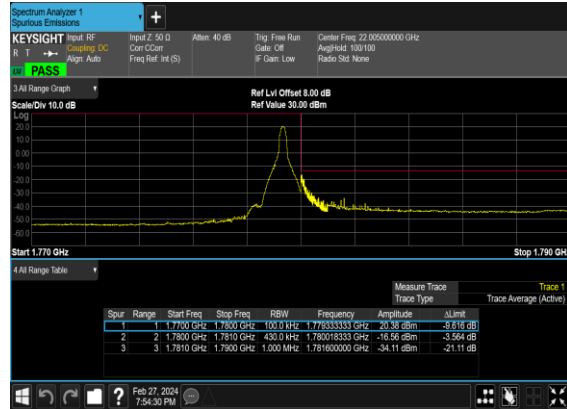 Spectrum Analyzer 1
Spurious Emissions
+
KEYSIGHT Input: RF Input Z: 50 Ω Atten: 40 dB Trig: Free Run Center Freq: 22.005000000 GHz
R T Coupling: DC Corr CCorr Gate: Off Avg|Hold: 100/100
Align: Auto Freq Ref: Int (S) IF Gain: Low Radio Std: None
PASS
3 All Range Graph
Ref Lvl Offset 8.00 dB
Scale/Div 10.0 dB Ref Value 30.00 dBm
Log
20.0
10.0
0.00
-10.0
-20.0
-30.0
-40.0
-50.0
-60.0
Start 1.770 GHz Stop 1.790 GH
4 All Range Table
Measure Trace Trace 1
Trace Type Trace Average (Active)
Spur Range Start Freq Stop Freq RBW Frequency Amplitude ΔLimit
1 1 1.7700 GHz 1.7800 GHz 100.0 kHz 1.779333333 GHz 20.38 dBm -9.616 dB
2 2 1.7800 GHz 1.7810 GHz 430.0 kHz 1.780018333 GHz -16.56 dBm -3.564 dB
3 3 1.7810 GHz 1.7900 GHz 1.000 MHz 1.781600000 GHz -34.11 dBm -21.11 dB
? Feb 27, 2024
7:54:30 PM